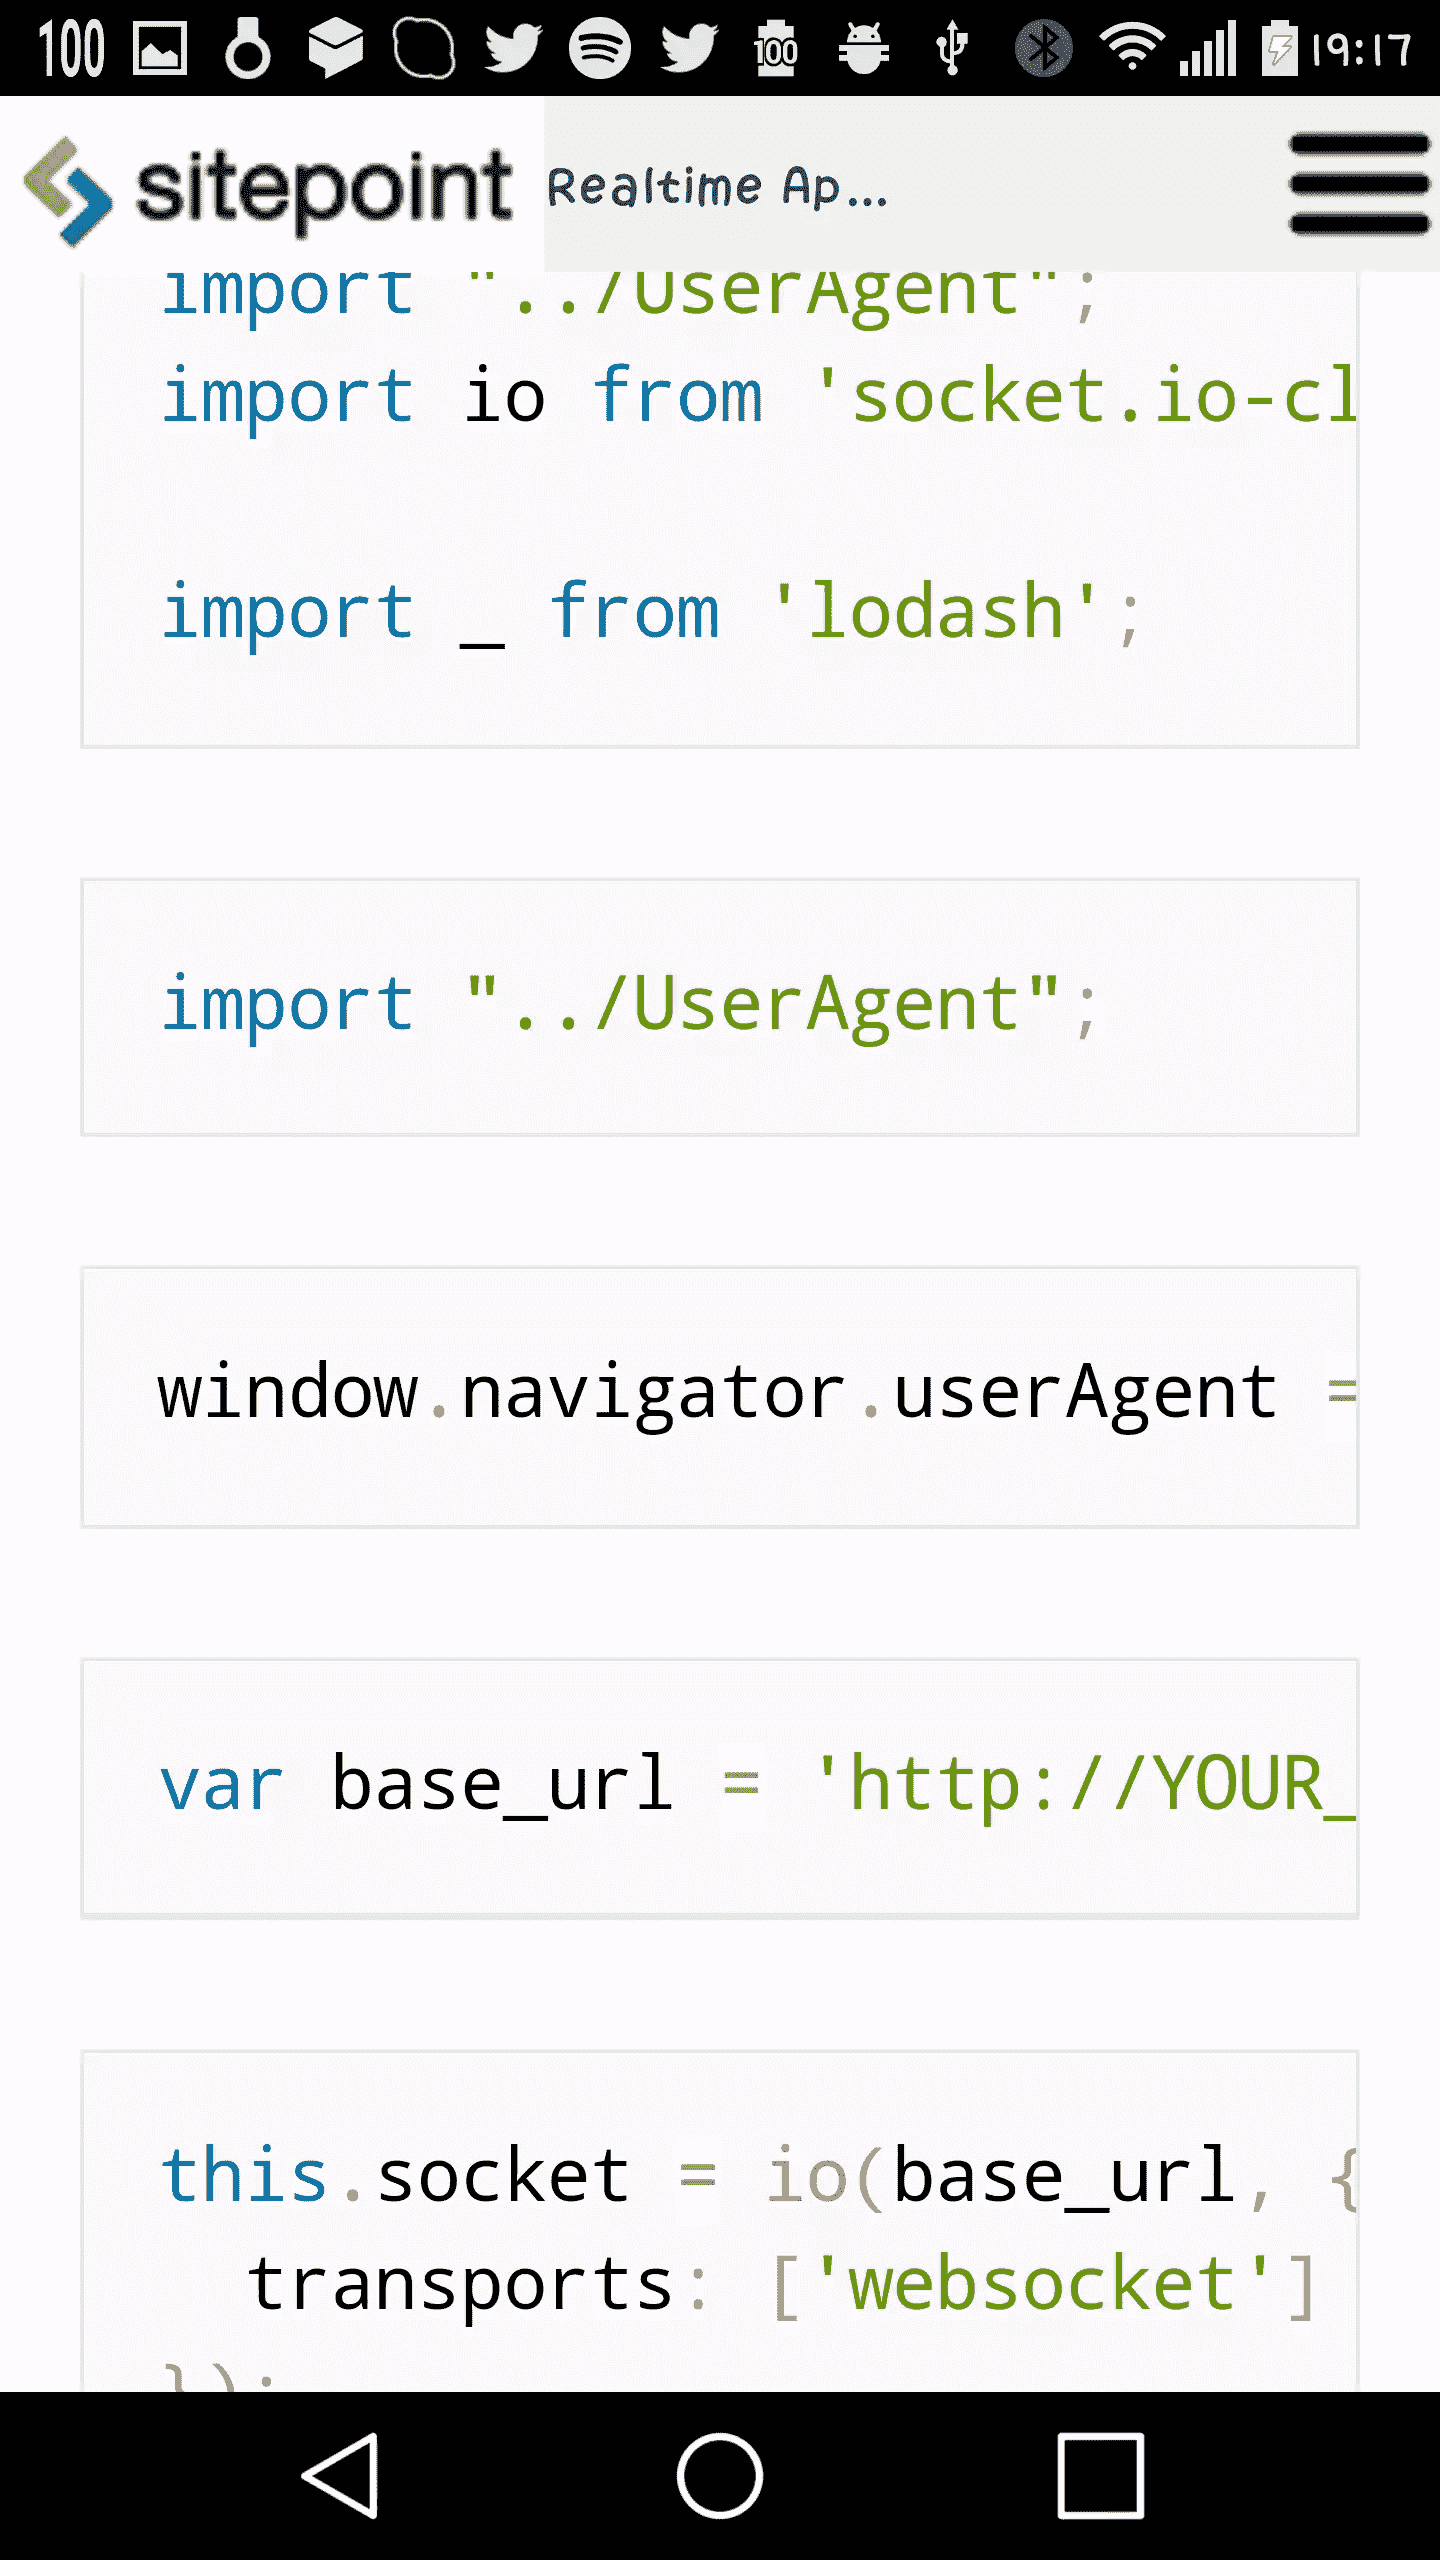 100 100 19:17
sitepoint Realtime Ap...
import "../UserAgent";
import io from 'socket.io-cl
import _ from 'lodash';
import "../UserAgent";
window.navigator.userAgent =
var base_url = 'http://YOUR_
this.socket = io(base_url, {
transports: ['websocket']
});